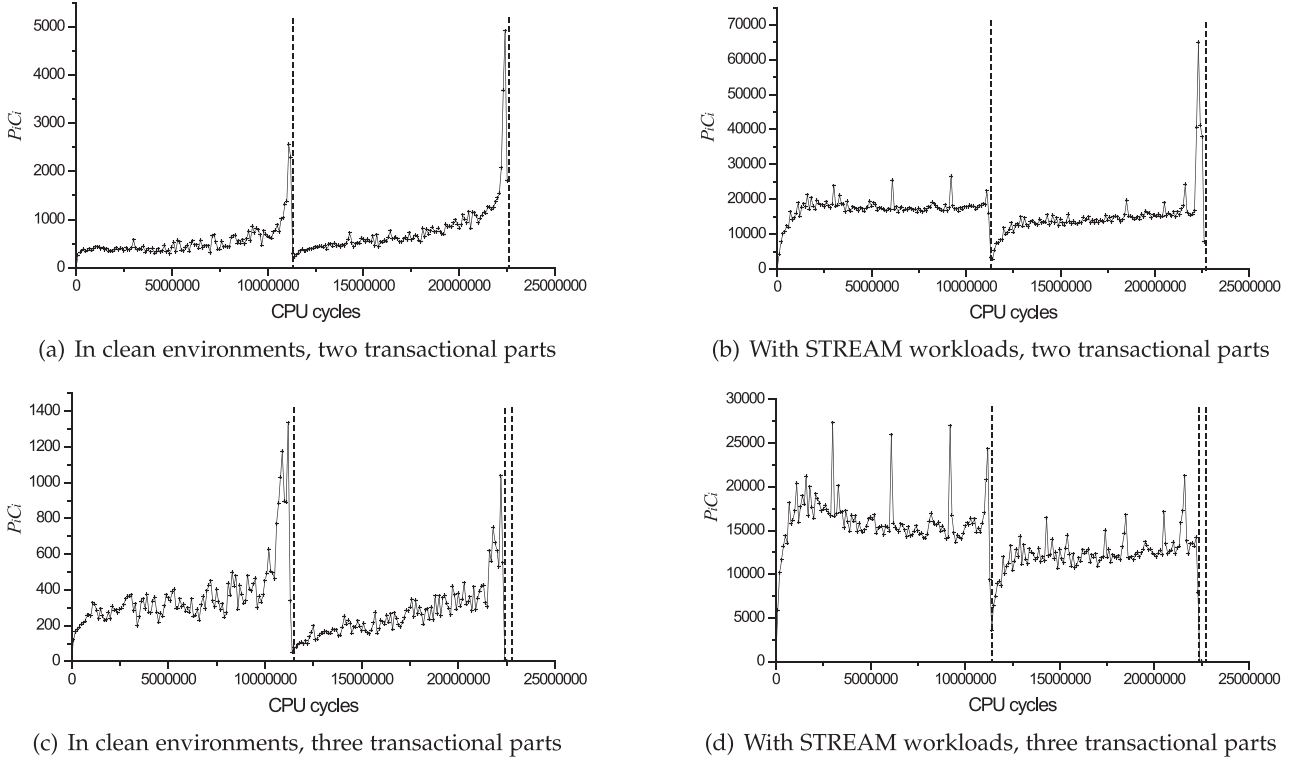 5000
4000
3000
2000
1000
0
PiCi
0 5000000 10000000 15000000 20000000 25000000
CPU cycles
(a) In clean environments, two transactional parts
70000
60000
50000
40000
30000
20000
10000
0
PiCi
0 5000000 10000000 15000000 20000000 25000000
CPU cycles
(b) With STREAM workloads, two transactional parts
1400
1200
1000
800
600
400
200
0
PiCi
0 5000000 10000000 15000000 20000000 25000000
CPU cycles
(c) In clean environments, three transactional parts
30000
25000
20000
15000
10000
5000
0
PiCi
0 5000000 10000000 15000000 20000000 25000000
CPU cycles
(d) With STREAM workloads, three transactional parts